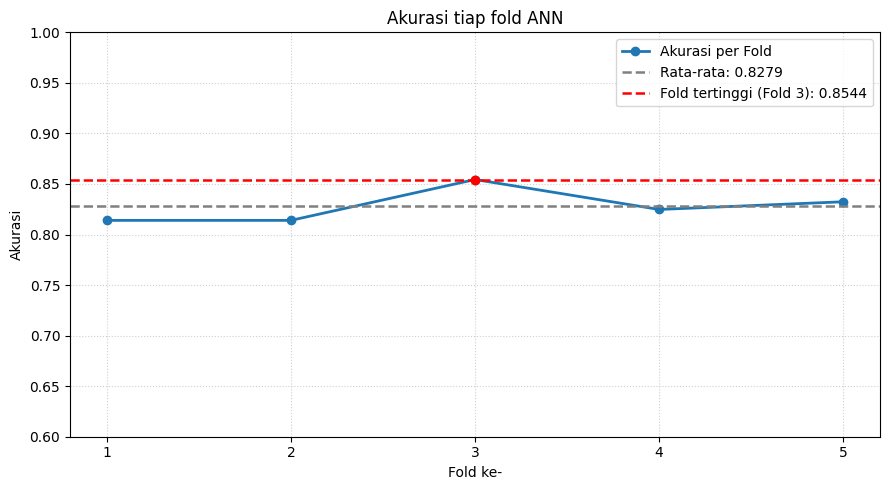 Akurasi tiap fold ANN
Akurasi per Fold
Rata-rata: 0.8279
Fold tertinggi (Fold 3): 0.8544
Akurasi
1.00
0.95
0.90
0.85
0.80
0.75
0.70
0.65
0.60
1 2 3 4 5
Fold ke-